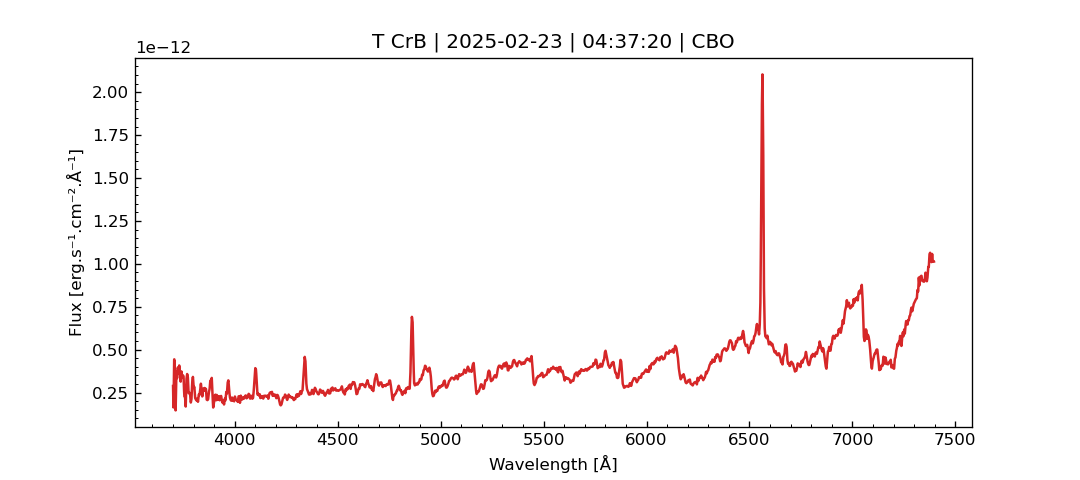 T CrB | 2025-02-23 | 04:37:20 | CBO
1e−12
2.00
1.75
1.50
1.25
1.00
0.75
0.50
0.25
Flux [erg.s⁻¹.cm⁻².Å⁻¹]
4000 4500 5000 5500 6000 6500 7000 7500
Wavelength [Å]